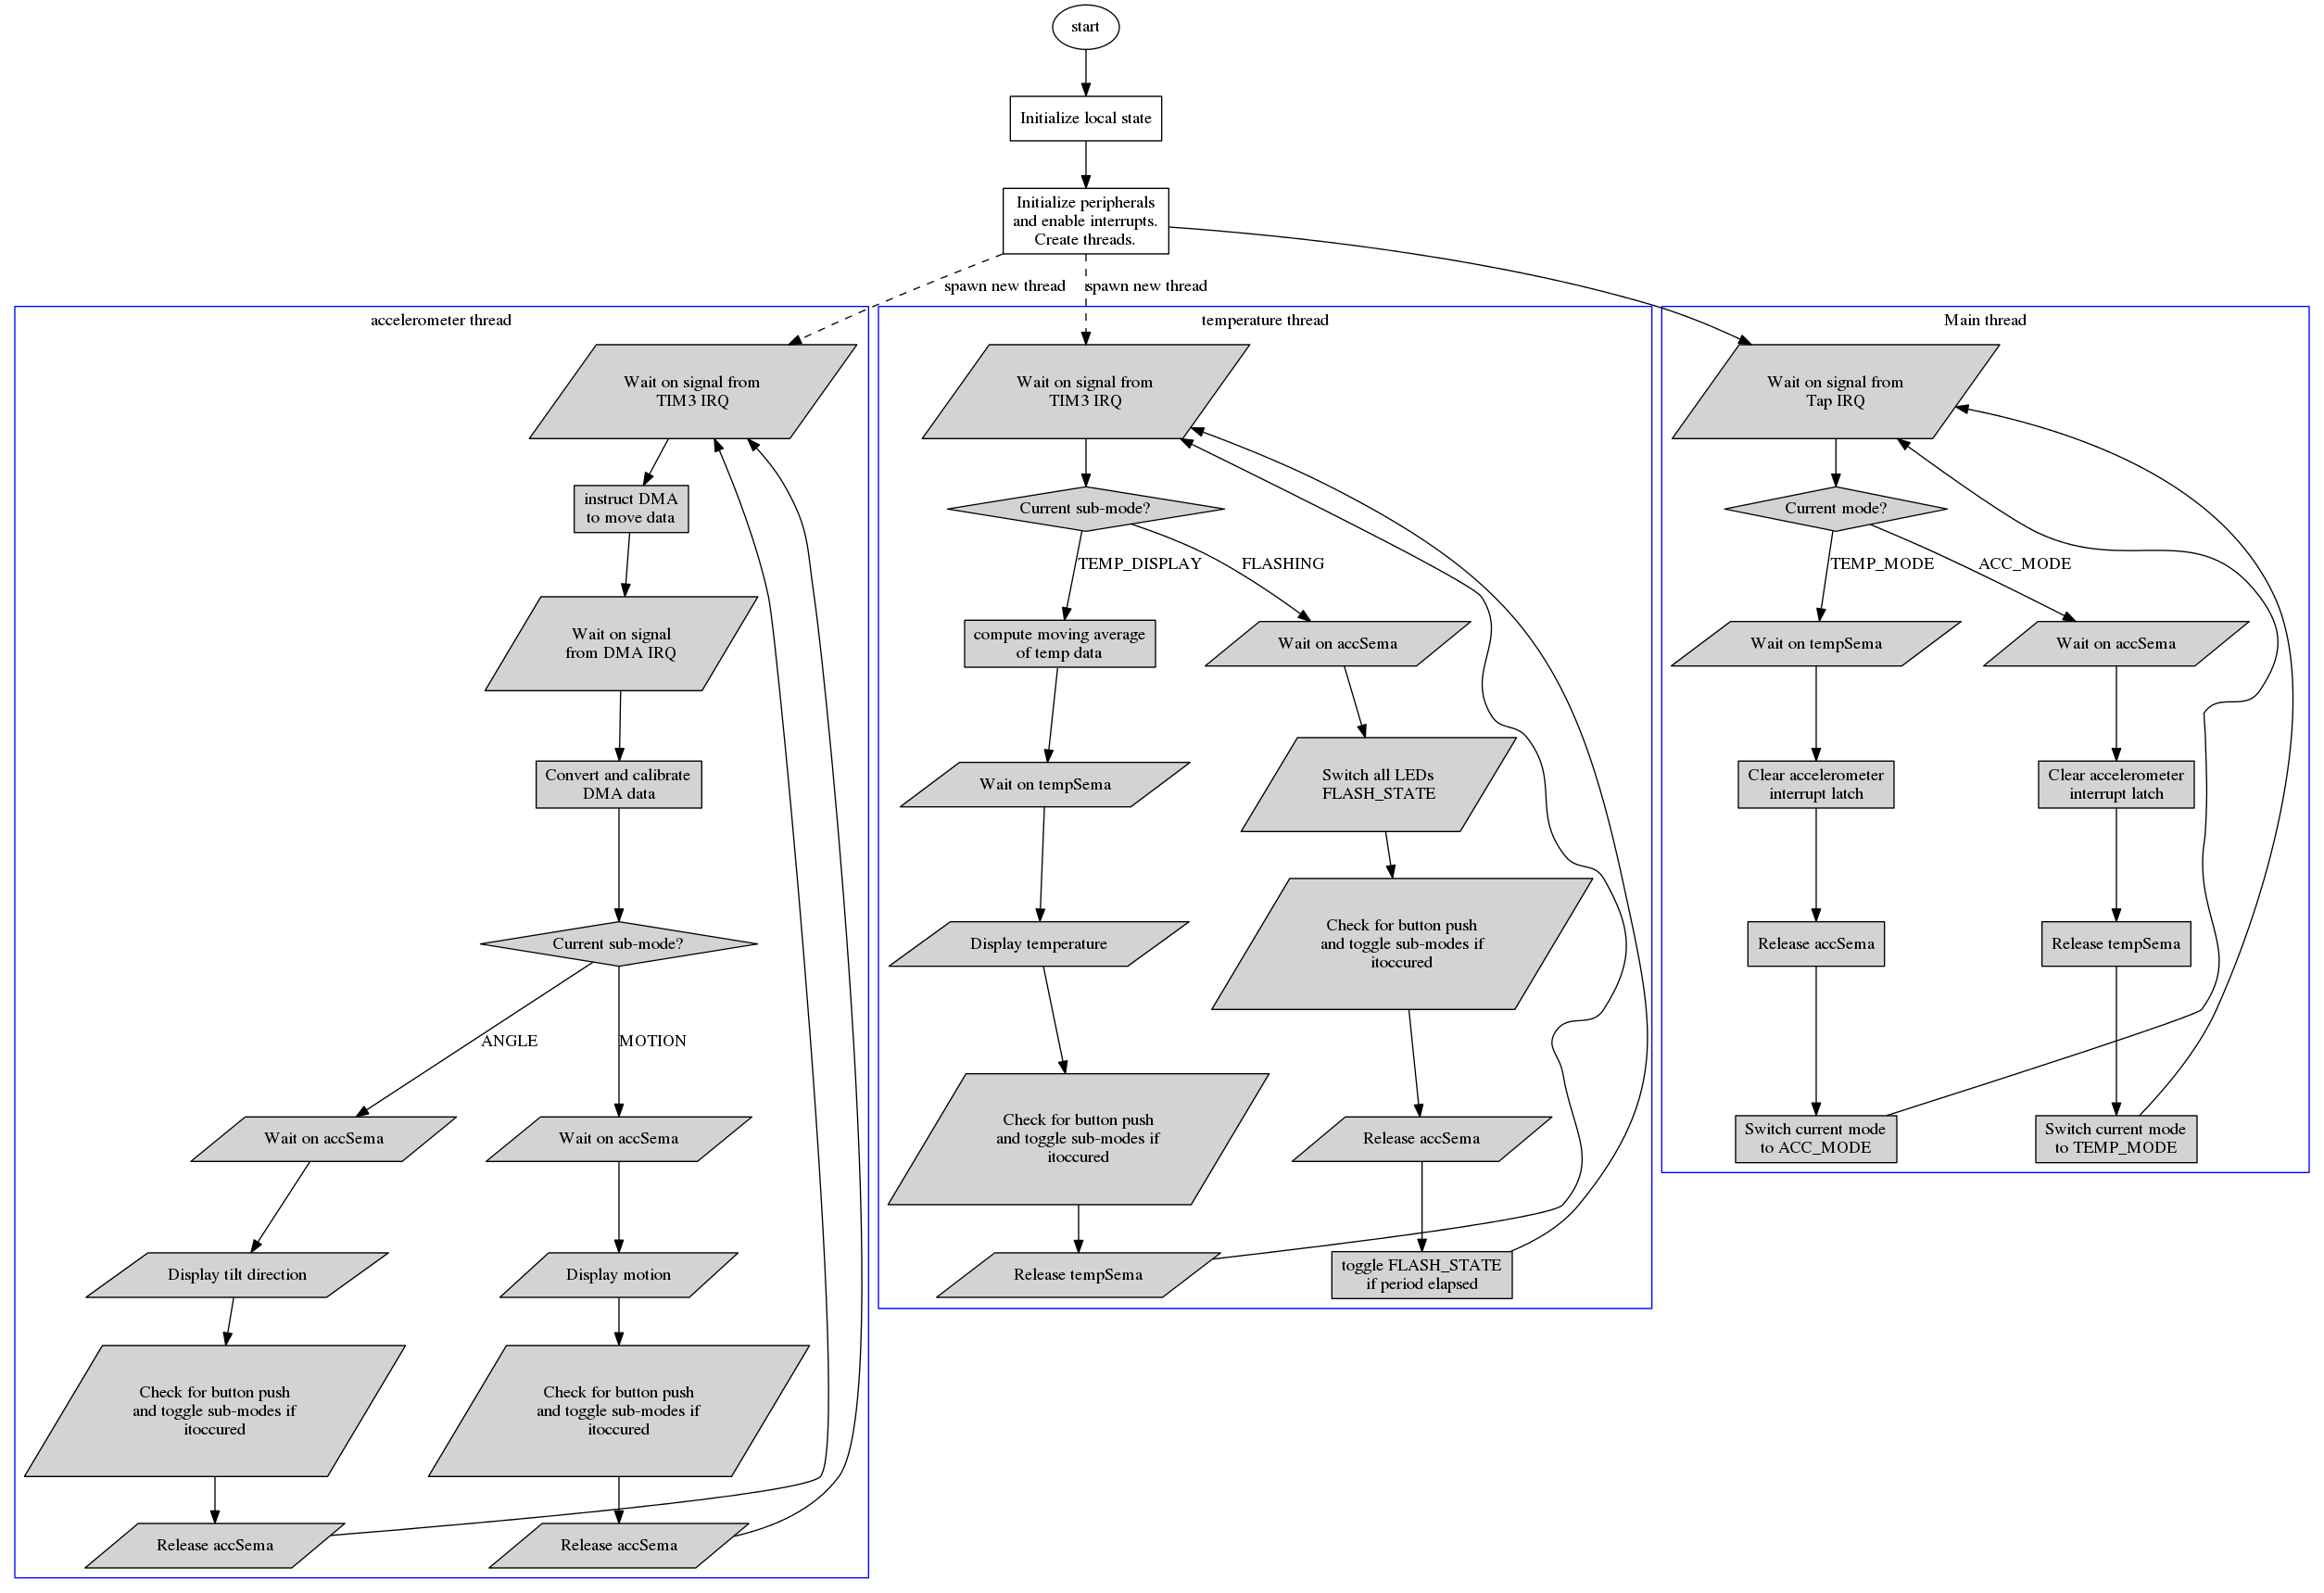 start
Initialize local state
Initialize peripherals
and enable interrupts.
Create threads.
spawn new thread
spawn new thread
accelerometer thread
Wait on signal from
TIM3 IRQ
instruct DMA
to move data
Wait on signal
from DMA IRQ
Convert and calibrate
DMA data
Current sub-mode?
ANGLE
MOTION
Wait on accSema
Wait on accSema
Display tilt direction
Display motion
Check for button push
and toggle sub-modes if
itoccured
Check for button push
and toggle sub-modes if
itoccured
Release accSema
Release accSema
temperature thread
Wait on signal from
TIM3 IRQ
Current sub-mode?
TEMP_DISPLAY
FLASHING
compute moving average
of temp data
Wait on accSema
Wait on tempSema
Switch all LEDs
FLASH_STATE
Display temperature
Check for button push
and toggle sub-modes if
itoccured
Check for button push
and toggle sub-modes if
itoccured
Release accSema
Release tempSema
toggle FLASH_STATE
if period elapsed
Main thread
Wait on signal from
Tap IRQ
Current mode?
TEMP_MODE
ACC_MODE
Wait on tempSema
Wait on accSema
Clear accelerometer
interrupt latch
Clear accelerometer
interrupt latch
Release accSema
Release tempSema
Switch current mode
to ACC_MODE
Switch current mode
to TEMP_MODE